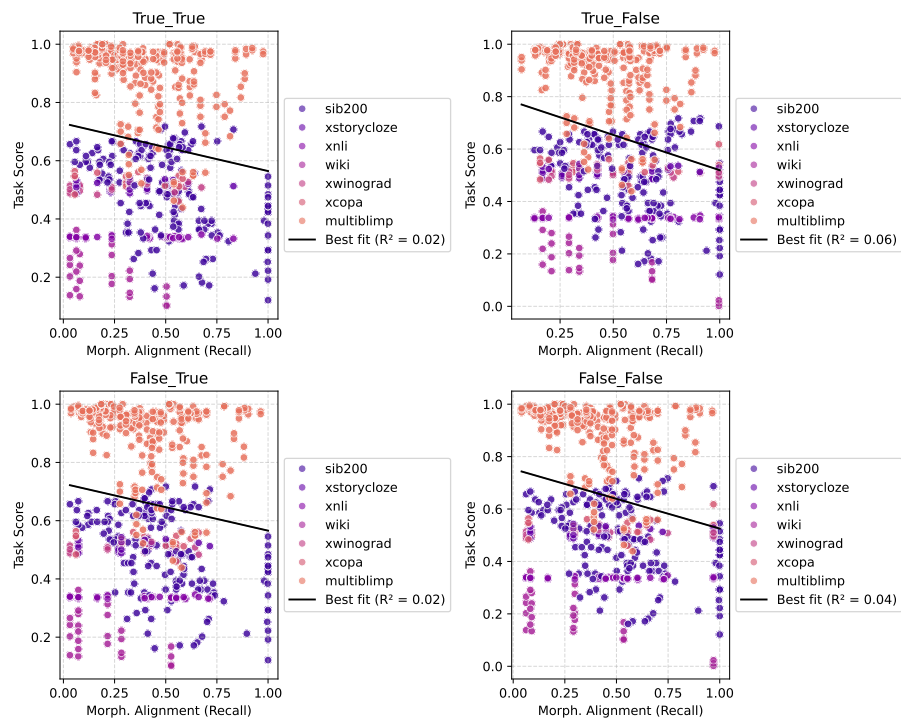 True_True
1.0
0.8
0.6
0.4
0.2
Task Score
0.00 0.25 0.50 0.75 1.00
Morph. Alignment (Recall)
sib200
xstorycloze
xnli
wiki
xwinograd
xcopa
multiblimp
Best fit (R² = 0.02)
True_False
1.0
0.8
0.6
0.4
0.2
0.0
Task Score
0.25 0.50 0.75 1.00
Morph. Alignment (Recall)
sib200
xstorycloze
xnli
wiki
xwinograd
xcopa
multiblimp
Best fit (R² = 0.06)
False_True
1.0
0.8
0.6
0.4
0.2
Task Score
0.00 0.25 0.50 0.75 1.00
Morph. Alignment (Recall)
sib200
xstorycloze
xnli
wiki
xwinograd
xcopa
multiblimp
Best fit (R² = 0.02)
False_False
1.0
0.8
0.6
0.4
0.2
0.0
Task Score
0.00 0.25 0.50 0.75 1.00
Morph. Alignment (Recall)
sib200
xstorycloze
xnli
wiki
xwinograd
xcopa
multiblimp
Best fit (R² = 0.04)